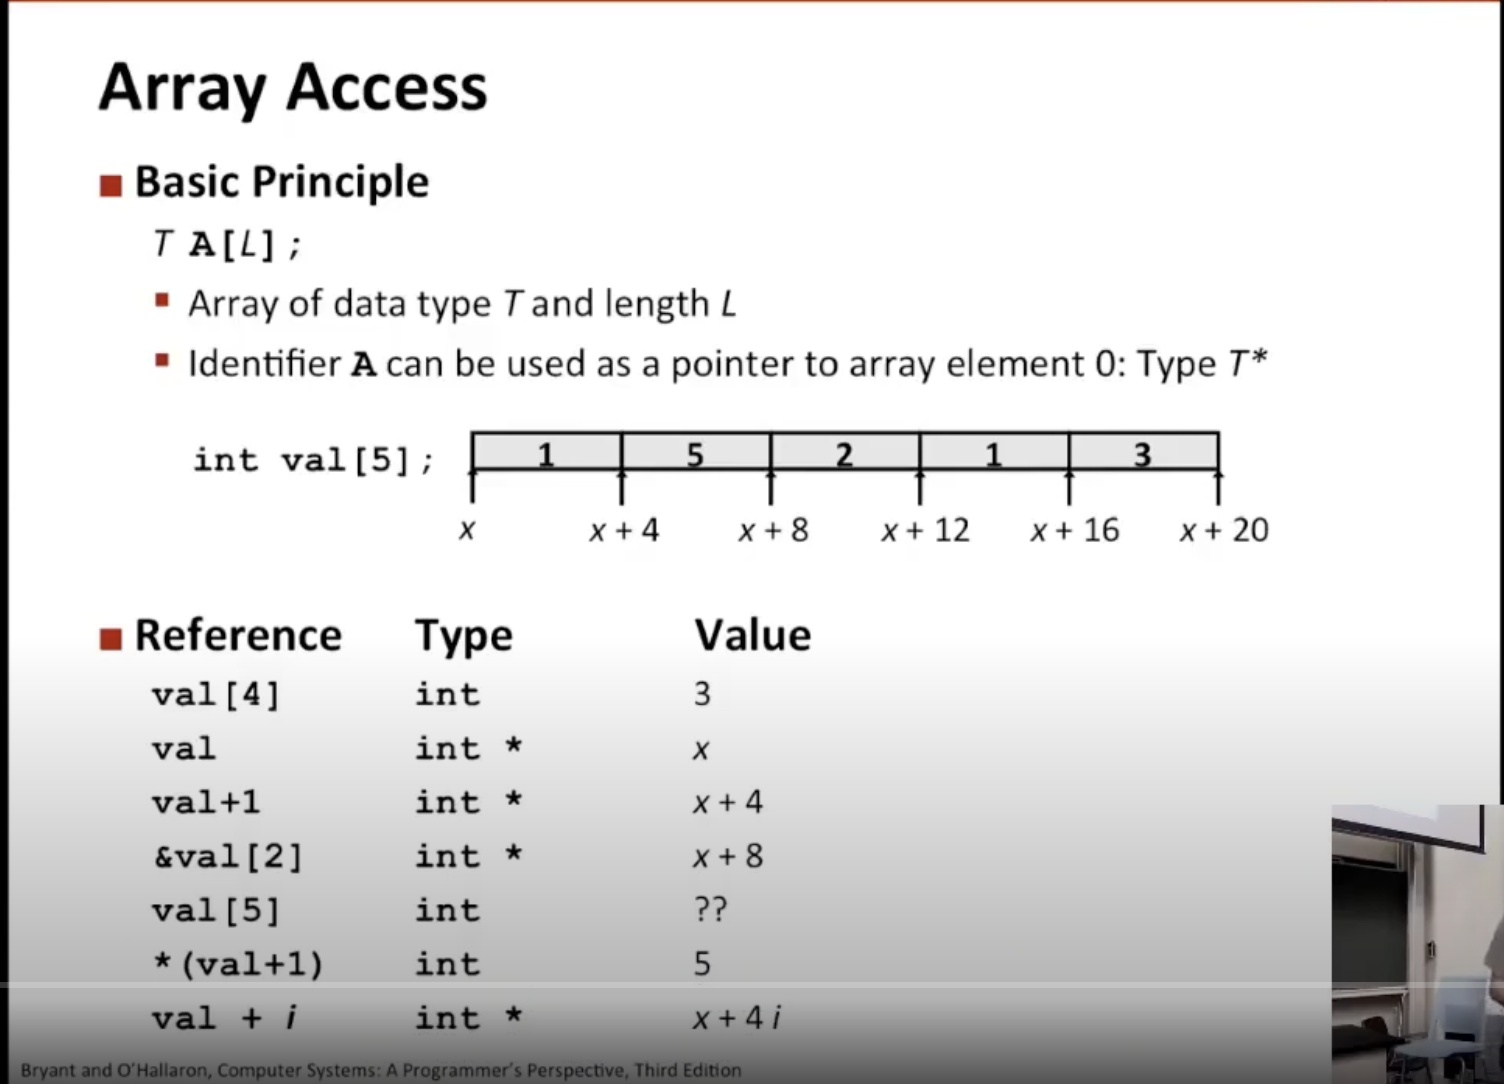 Array Access
Basic Principle
T A[L];
Array of data type T and length L
Identifier A can be used as a pointer to array element 0: Type T*
int val[5]; 1 5 2 1 3
x x + 4 x + 8 x + 12 x + 16 x + 20
Reference Type Value
val[4] int 3
val int * x
val+1 int * x + 4
&val[2] int * x + 8
val[5] int ??
*(val+1) int 5
val + i int * x + 4 i
Bryant and O'Hallaron, Computer Systems: A Programmer's Perspective, Third Edition